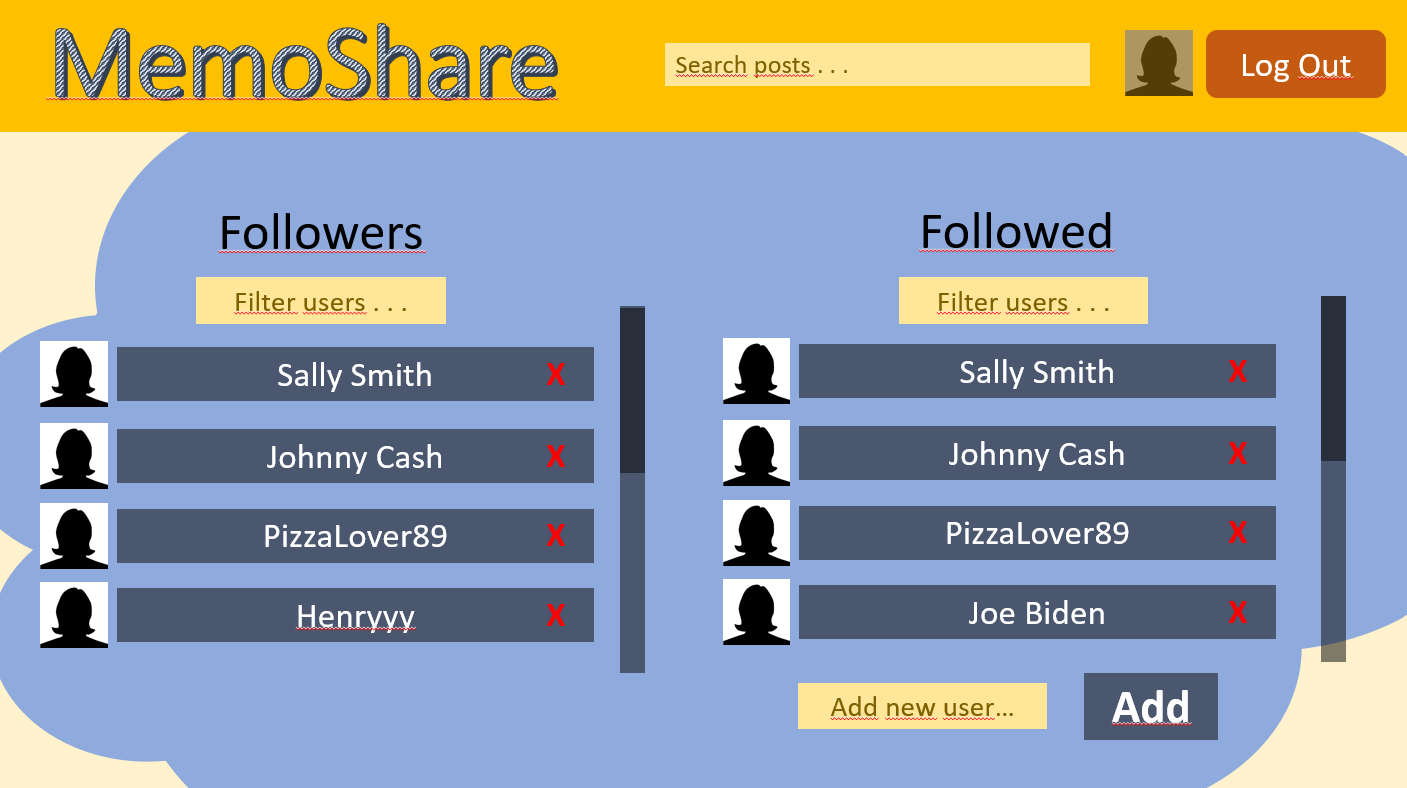 MemoShare
Search posts . . .
Log Out
Followers
Filter users . . .
Sally Smith X
Johnny Cash X
PizzaLover89 X
Henryyy X
Followed
Filter users . . .
Sally Smith X
Johnny Cash X
PizzaLover89 X
Joe Biden X
Add new user...
Add